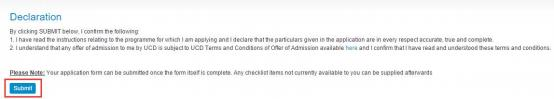 Declaration
By clicking SUBMIT below, I confirm the following:
1. I have read the instructions relating to the programme for which I am applying and I declare that the particulars given in the application are in every respect accurate, true and complete.
2. I understand that any offer of admission to me by UCD is subject to UCD Terms and Conditions of Offer of Admission available here and I confirm that I have read and understood these terms and conditions.
Please Note: Your application form can be submitted once the form itself is complete. Any checklist items not currently available to you can be supplied afterwards
Submit